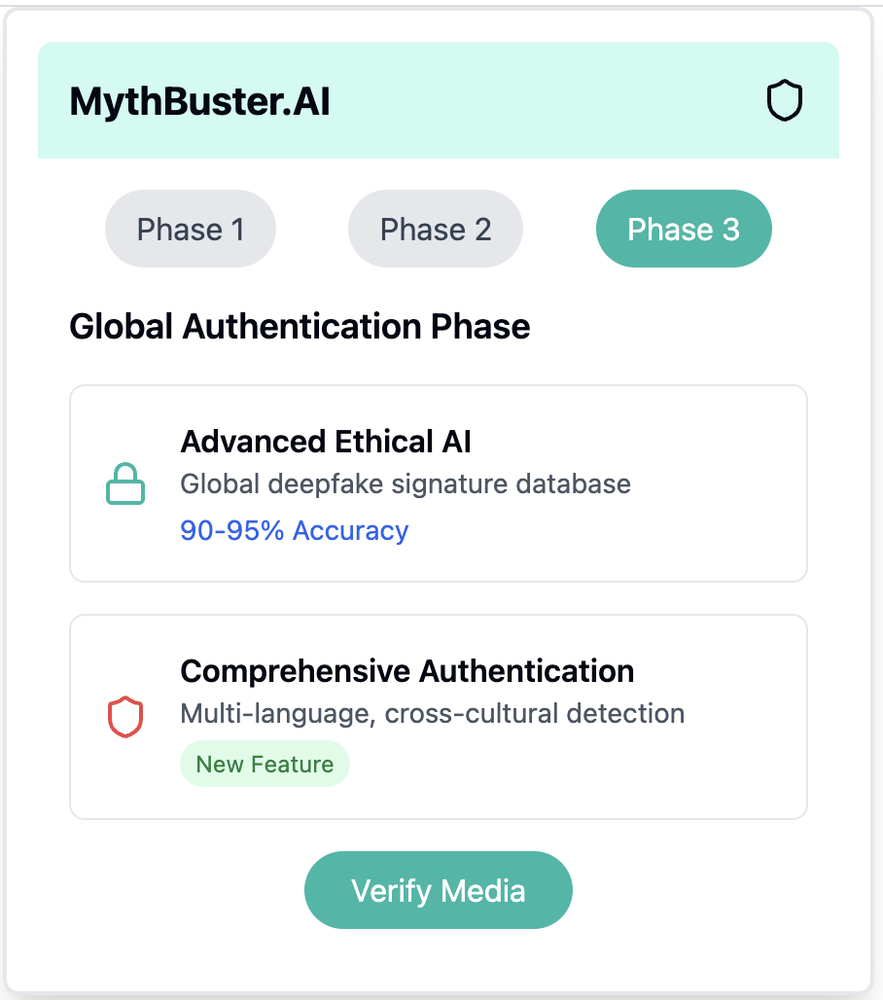 MythBuster.AI
Phase 1 Phase 2 Phase 3
Global Authentication Phase
Advanced Ethical AI
Global deepfake signature database
90-95% Accuracy
Comprehensive Authentication
Multi-language, cross-cultural detection
New Feature
Verify Media